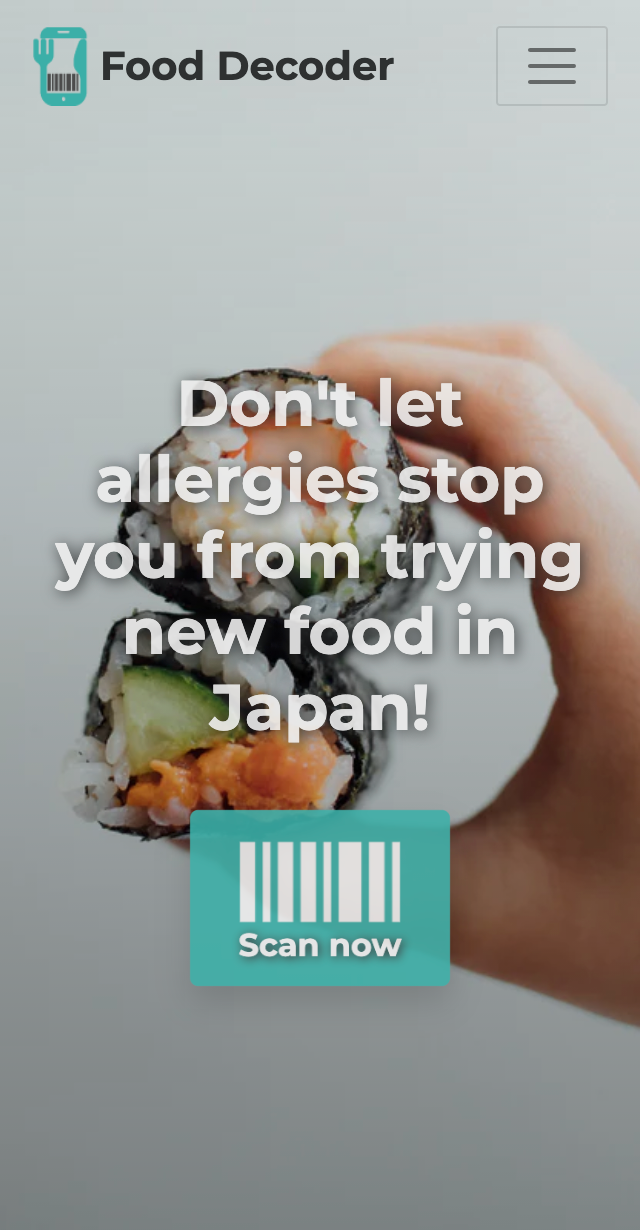 Food Decoder
Don't let
allergies stop
you from trying
new food in
Japan!
Scan now